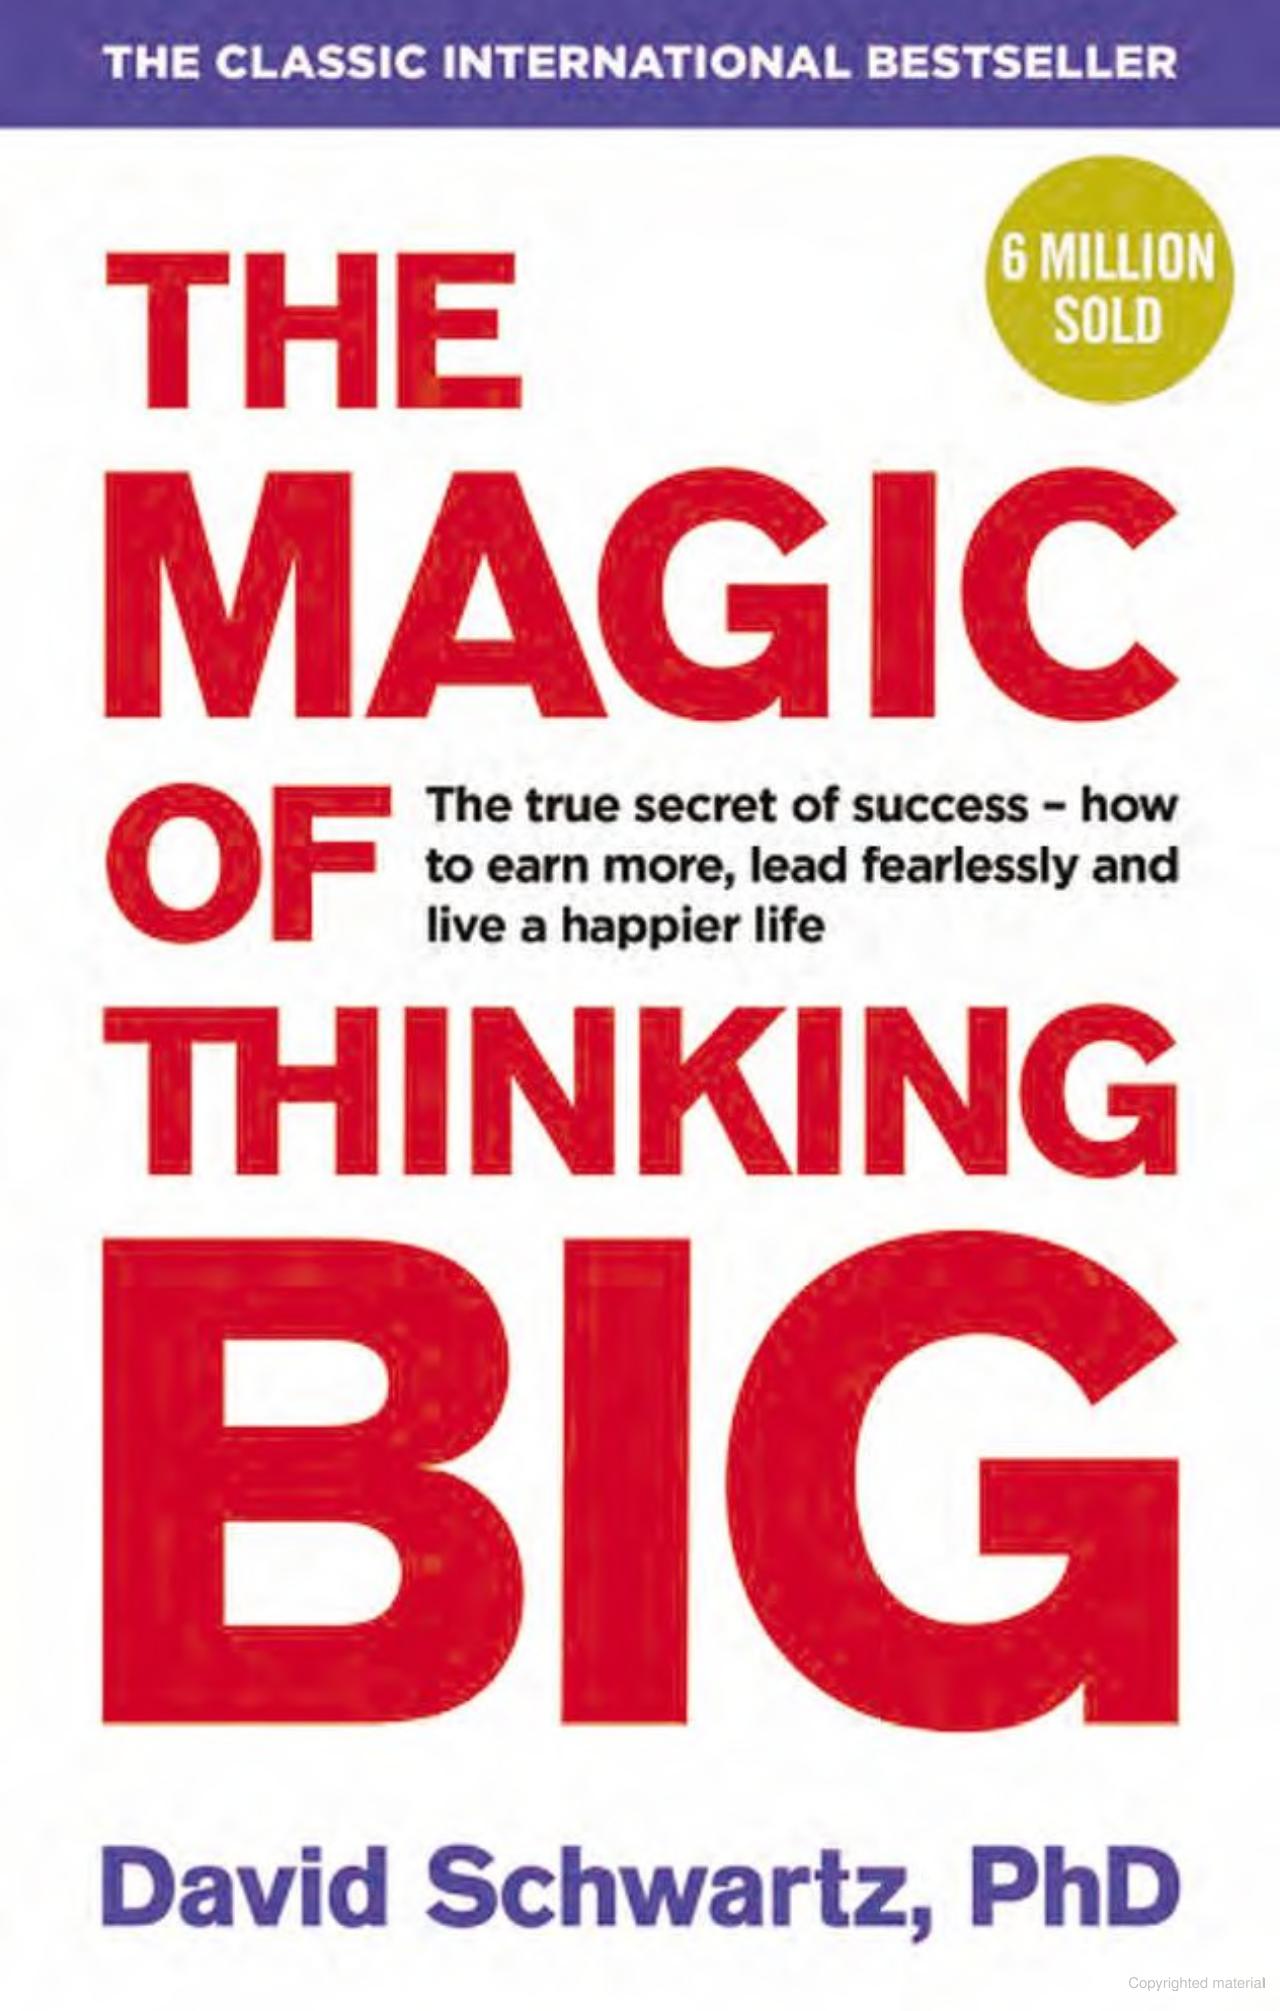 THE CLASSIC INTERNATIONAL BESTSELLER
6 MILLION
SOLD
THE
MAGIC
OF
The true secret of success – how
to earn more, lead fearlessly and
live a happier life
THINKING
BIG
David Schwartz, PhD
Copyrighted material